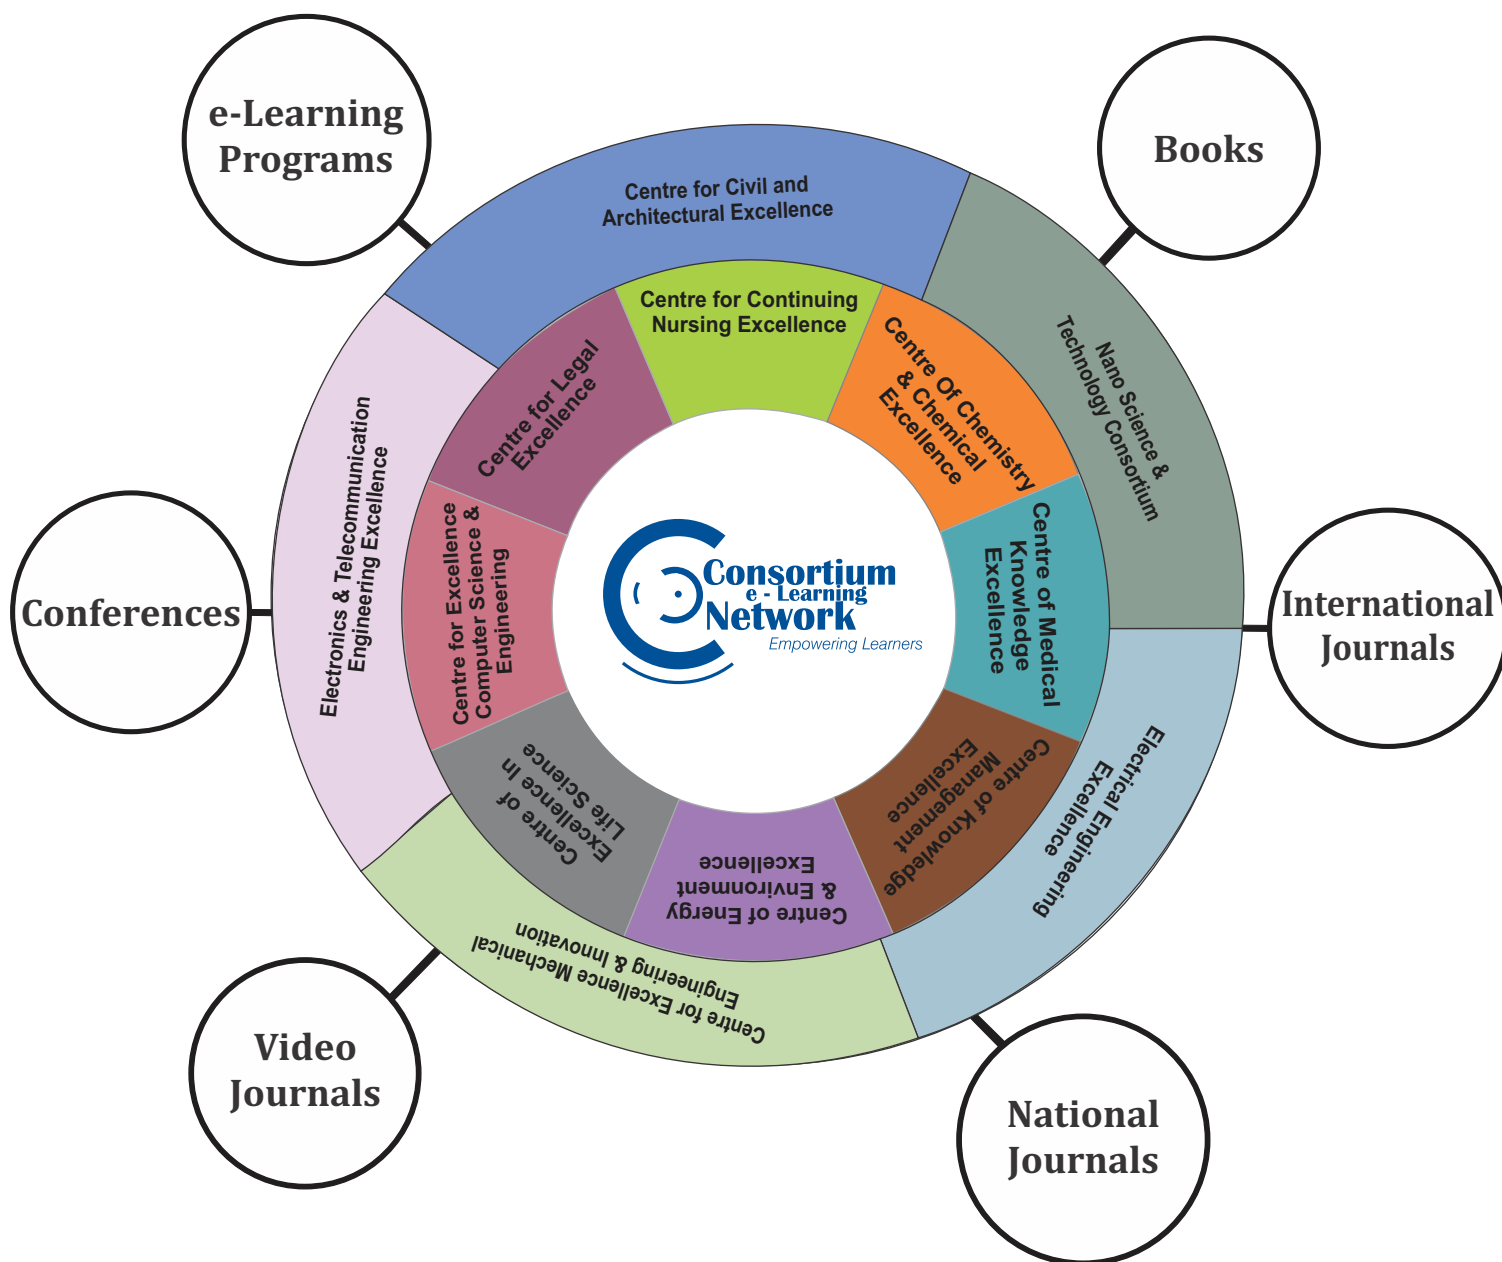 e-Learning
Programs
Books
Centre for Civil and
Architectural Excellence
Nano Science &
Technology Consortium
Centre for Continuing
Nursing Excellence
Centre for Legal
Excellence
Centre Of Chemistry
& Chemical
Excellence
Electronics & Telecommunication
Engineering Excellence
Centre for Excellence
Computer Science &
Engineering
Centre of Medical
Knowledge
Excellence
Consortium
e - Learning
Network
Empowering Learners
Conferences
International
Journals
Centre of
Excellence In
Life Science
Centre of Energy
& Environment
Excellence
Centre of Knowledge
Management
Excellence
Electrical Engineering
Excellence
Centre for Excellence Mechanical
Engineering & Innovation
Video
Journals
National
Journals